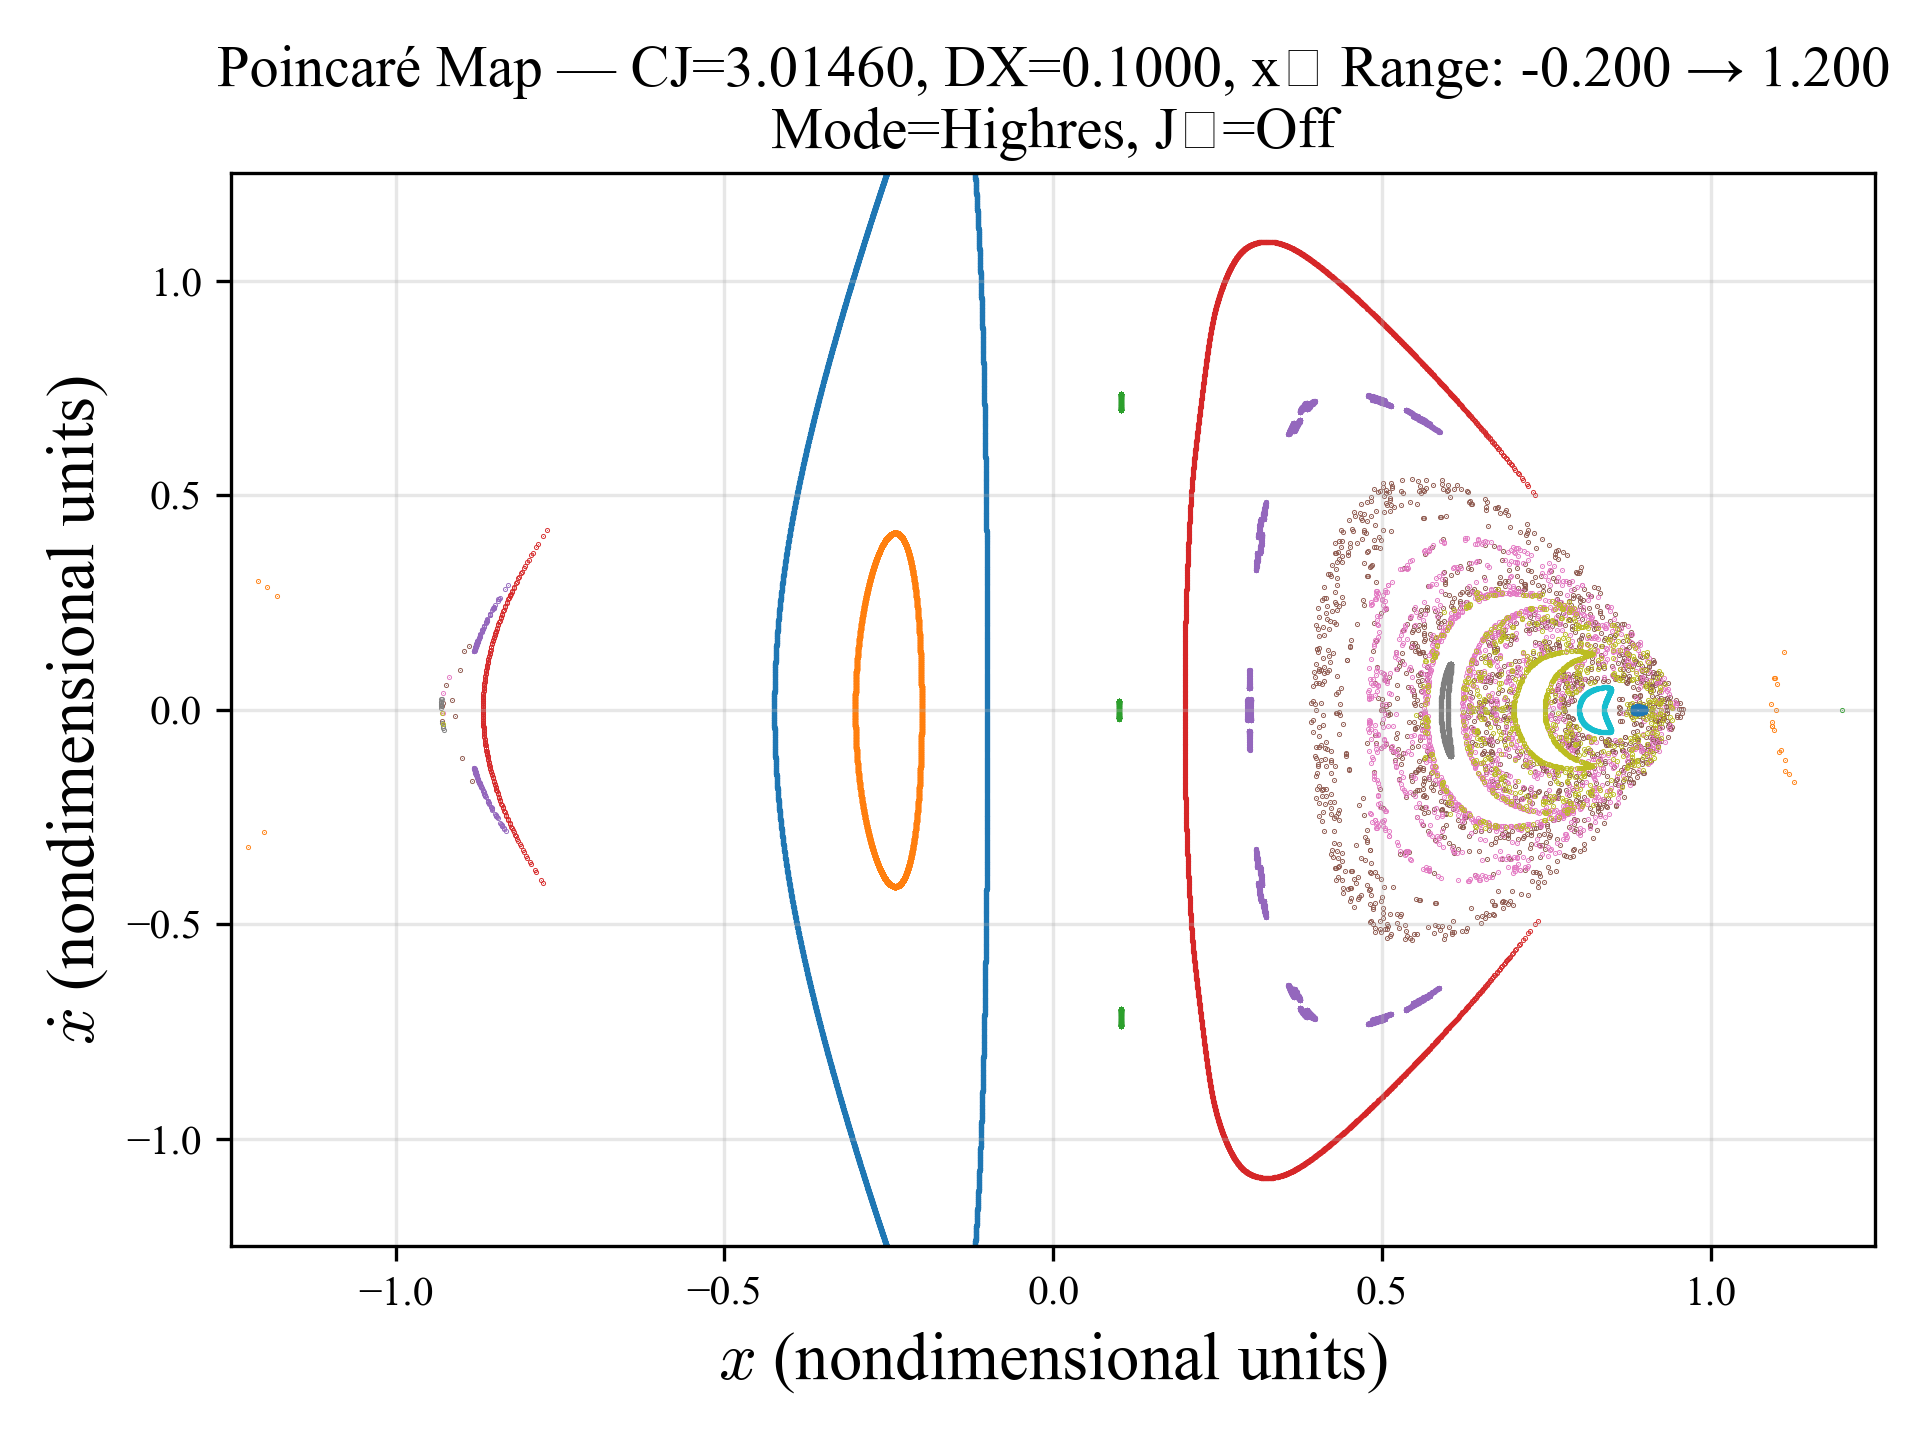 Poincaré Map — CJ=3.01460, DX=0.1000, x□ Range: -0.200 → 1.200
Mode=Highres, J□=Off
1.0
0.5
0.0
−0.5
−1.0
ẋ (nondimensional units)
−1.0
−0.5
0.0
0.5
1.0
x (nondimensional units)